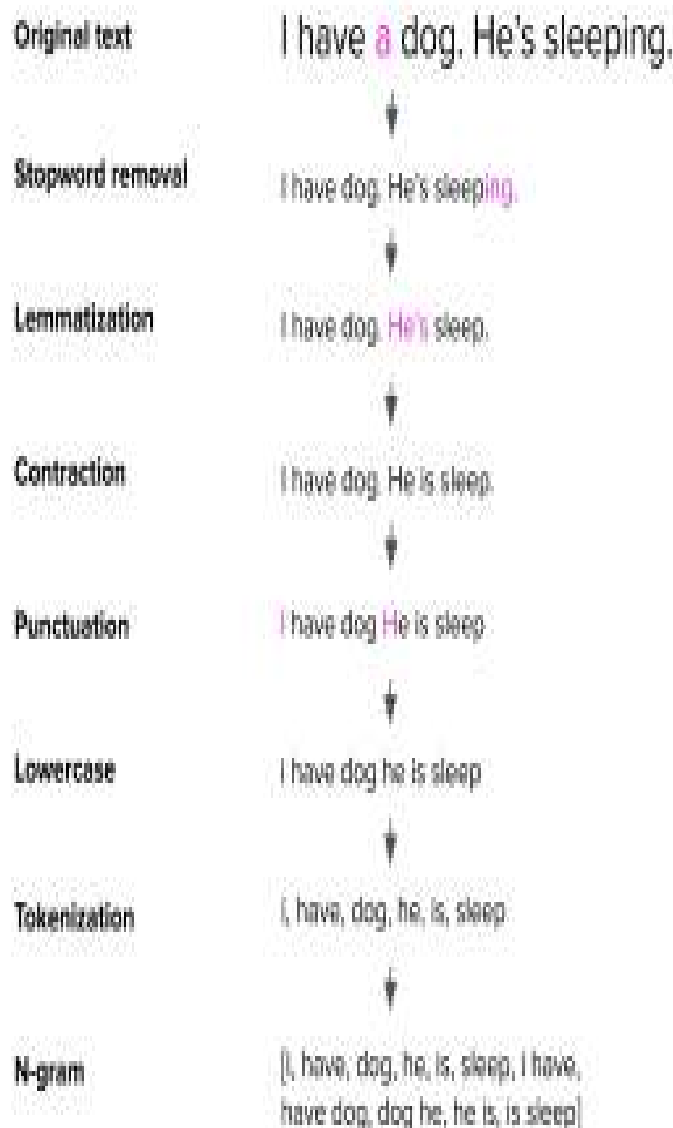 Original text
I have a dog. He's sleeping.
Stopword removal
I have dog. He's sleeping.
Lemmatization
I have dog. He's sleep.
Contraction
I have dog. He is sleep.
Punctuation
I have dog He is sleep
Lowercase
i have dog he is sleep
Tokenization
i, have, dog, he, is, sleep
N-gram
[i, have, dog, he, is, sleep, i have,
have dog, dog he, he is, is sleep]